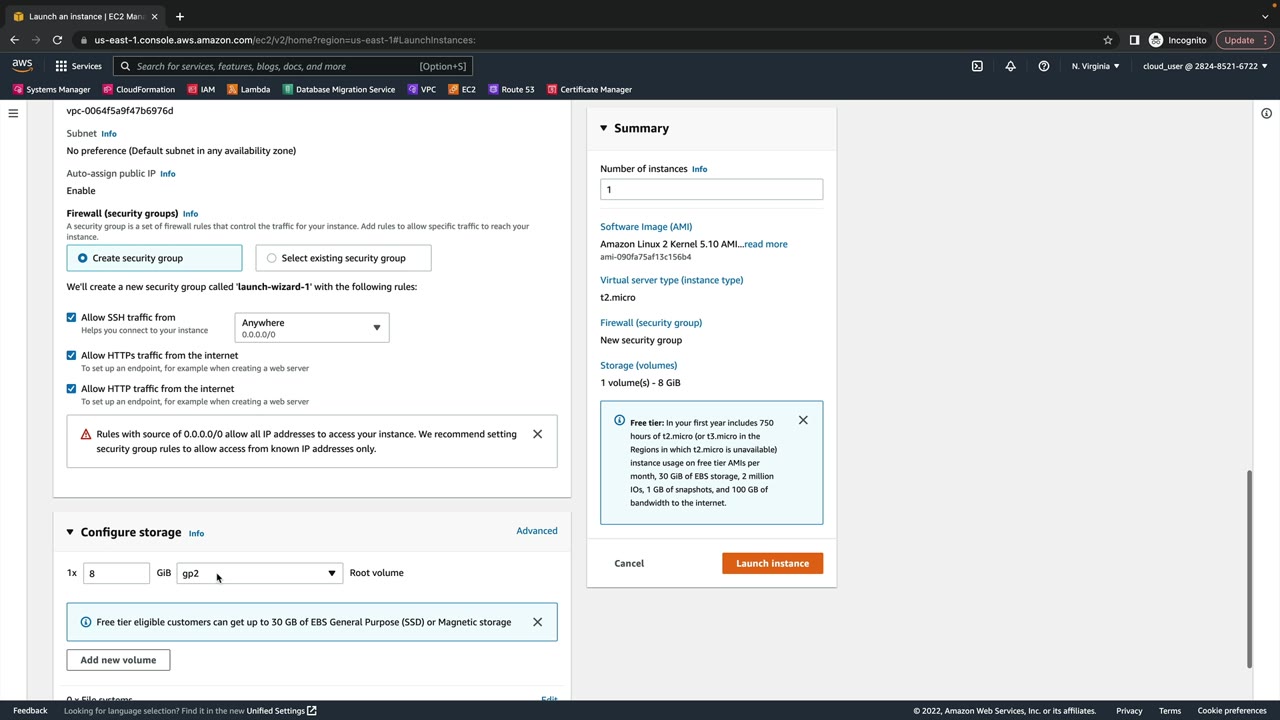 Launch an instance | EC2 Man
us-east-1.console.aws.amazon.com/ec2/v2/home?region=us-east-1#LaunchInstances:
Incognito
Update
aws
Services
Search for services, features, blogs, docs, and more
[Option+S]
N. Virginia
cloud_user @ 2824-8521-6722
Systems Manager
CloudFormation
IAM
Lambda
Database Migration Service
VPC
EC2
Route 53
Certificate Manager
vpc-0064f5a9f47b6976d
Subnet Info
No preference (Default subnet in any availability zone)
Auto-assign public IP Info
Enable
Firewall (security groups) Info
A security group is a set of firewall rules that control the traffic for your instance. Add rules to allow specific traffic to reach your
instance.
Create security group
Select existing security group
We'll create a new security group called 'launch-wizard-1' with the following rules:
Allow SSH traffic from
Helps you connect to your instance
Anywhere
0.0.0.0/0
Allow HTTPs traffic from the internet
To set up an endpoint, for example when creating a web server
Allow HTTP traffic from the internet
To set up an endpoint, for example when creating a web server
Rules with source of 0.0.0.0/0 allow all IP addresses to access your instance. We recommend setting
security group rules to allow access from known IP addresses only.
Configure storage Info
Advanced
1x
8
GiB
gp2
Root volume
Free tier eligible customers can get up to 30 GB of EBS General Purpose (SSD) or Magnetic storage
Add new volume
0 x File systems
Edit
Summary
Number of instances Info
1
Software Image (AMI)
Amazon Linux 2 Kernel 5.10 AMI...read more
ami-090fa75af13c156b4
Virtual server type (instance type)
t2.micro
Firewall (security group)
New security group
Storage (volumes)
1 volume(s) - 8 GiB
Free tier: In your first year includes 750
hours of t2.micro (or t3.micro in the
Regions in which t2.micro is unavailable)
instance usage on free tier AMIs per
month, 30 GiB of EBS storage, 2 million
IOs, 1 GB of snapshots, and 100 GB of
bandwidth to the internet.
Cancel
Launch instance
Feedback
Looking for language selection? Find it in the new Unified Settings
© 2022, Amazon Web Services, Inc. or its affiliates.
Privacy
Terms
Cookie preferences